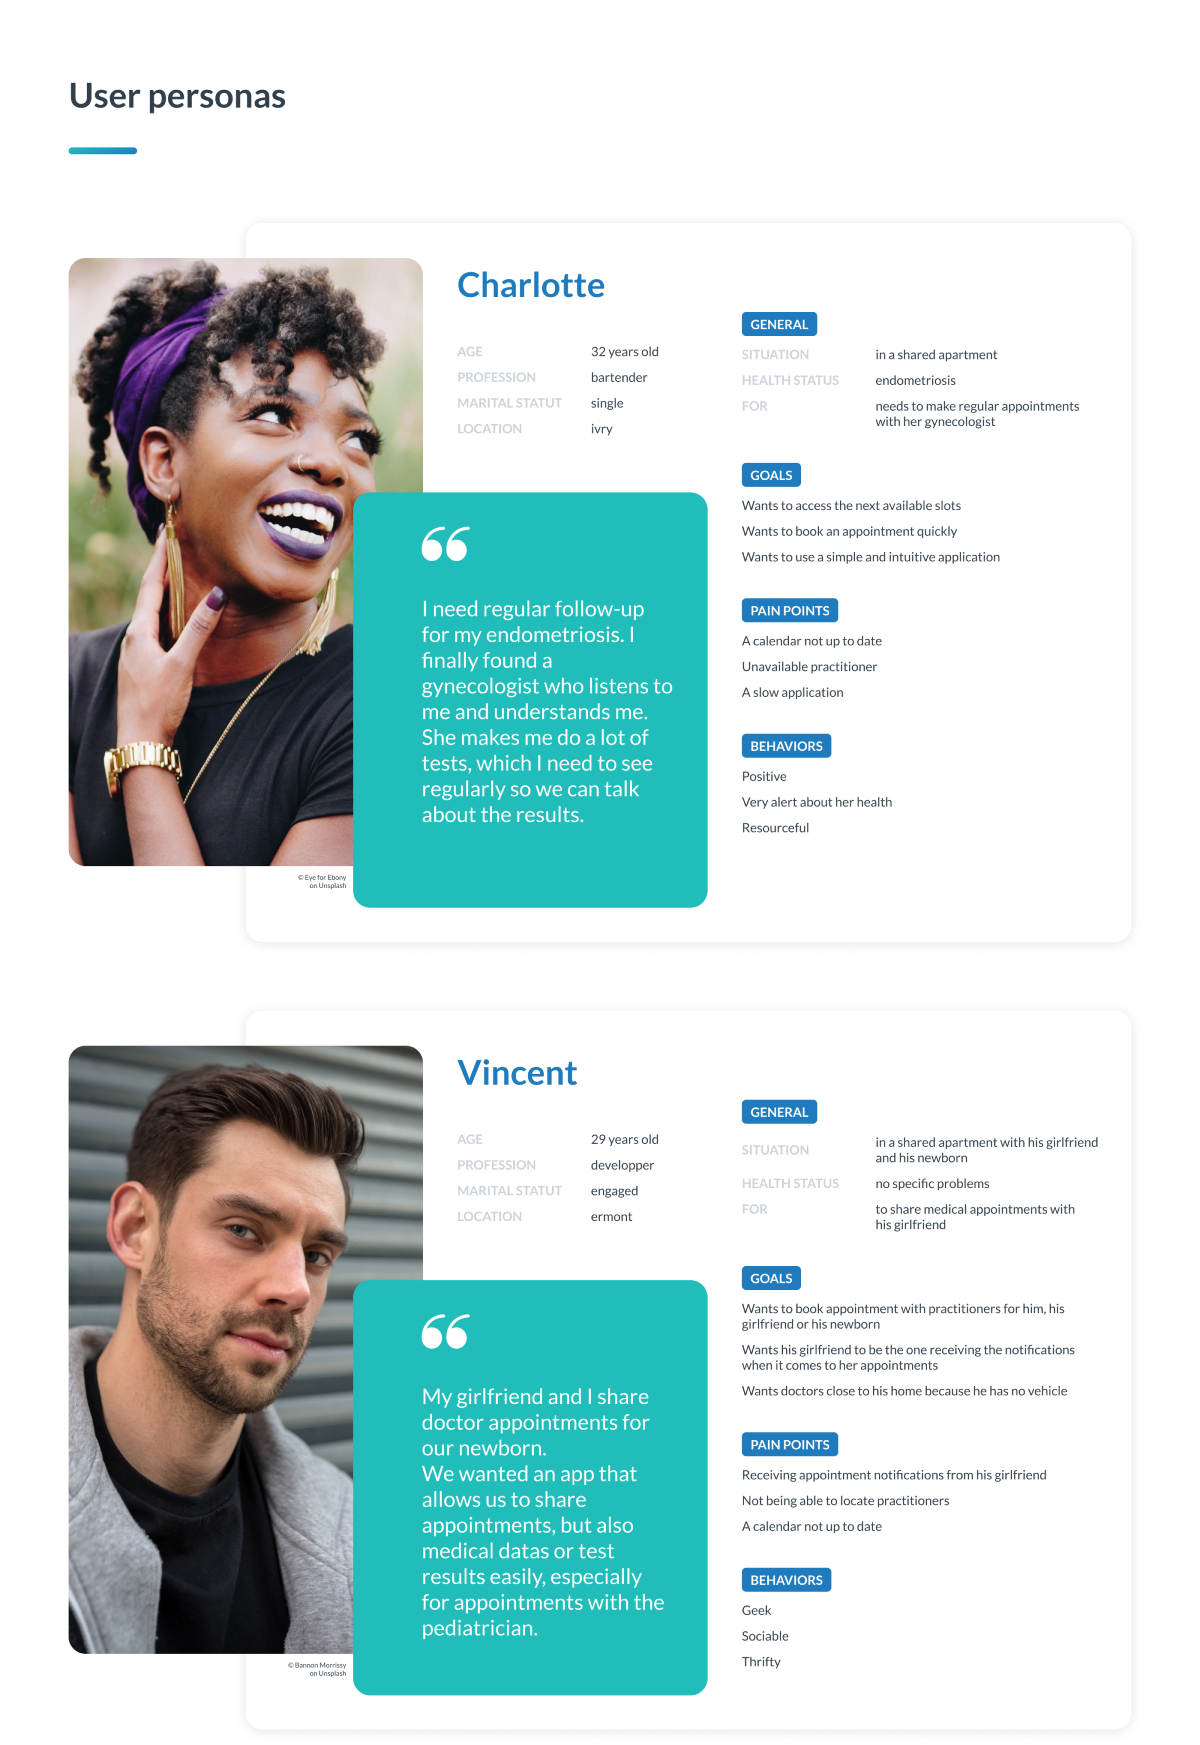 User personas
Charlotte
AGE 32 years old
PROFESSION bartender
MARITAL STATUT single
LOCATION ivry
I need regular follow-up
for my endometriosis. I
finally found a
gynecologist who listens to
me and understands me.
She makes me do a lot of
tests, which I need to see
regularly so we can talk
about the results.
© Eye for Ebony
on Unsplash
GENERAL
SITUATION in a shared apartment
HEALTH STATUS endometriosis
FOR needs to make regular appointments
with her gynecologist
GOALS
Wants to access the next available slots
Wants to book an appointment quickly
Wants to use a simple and intuitive application
PAIN POINTS
A calendar not up to date
Unavailable practitioner
A slow application
BEHAVIORS
Positive
Very alert about her health
Resourceful
Vincent
AGE 29 years old
PROFESSION developper
MARITAL STATUT engaged
LOCATION ermont
My girlfriend and I share
doctor appointments for
our newborn.
We wanted an app that
allows us to share
appointments, but also
medical datas or test
results easily, especially
for appointments with the
pediatrician.
© Bannon Morrissy
on Unsplash
GENERAL
SITUATION in a shared apartment with his girlfriend
and his newborn
HEALTH STATUS no specific problems
FOR to share medical appointments with
his girlfriend
GOALS
Wants to book appointment with practitioners for him, his
girlfriend or his newborn
Wants his girlfriend to be the one receiving the notifications
when it comes to her appointments
Wants doctors close to his home because he has no vehicle
PAIN POINTS
Receiving appointment notifications from his girlfriend
Not being able to locate practitioners
A calendar not up to date
BEHAVIORS
Geek
Sociable
Thrifty